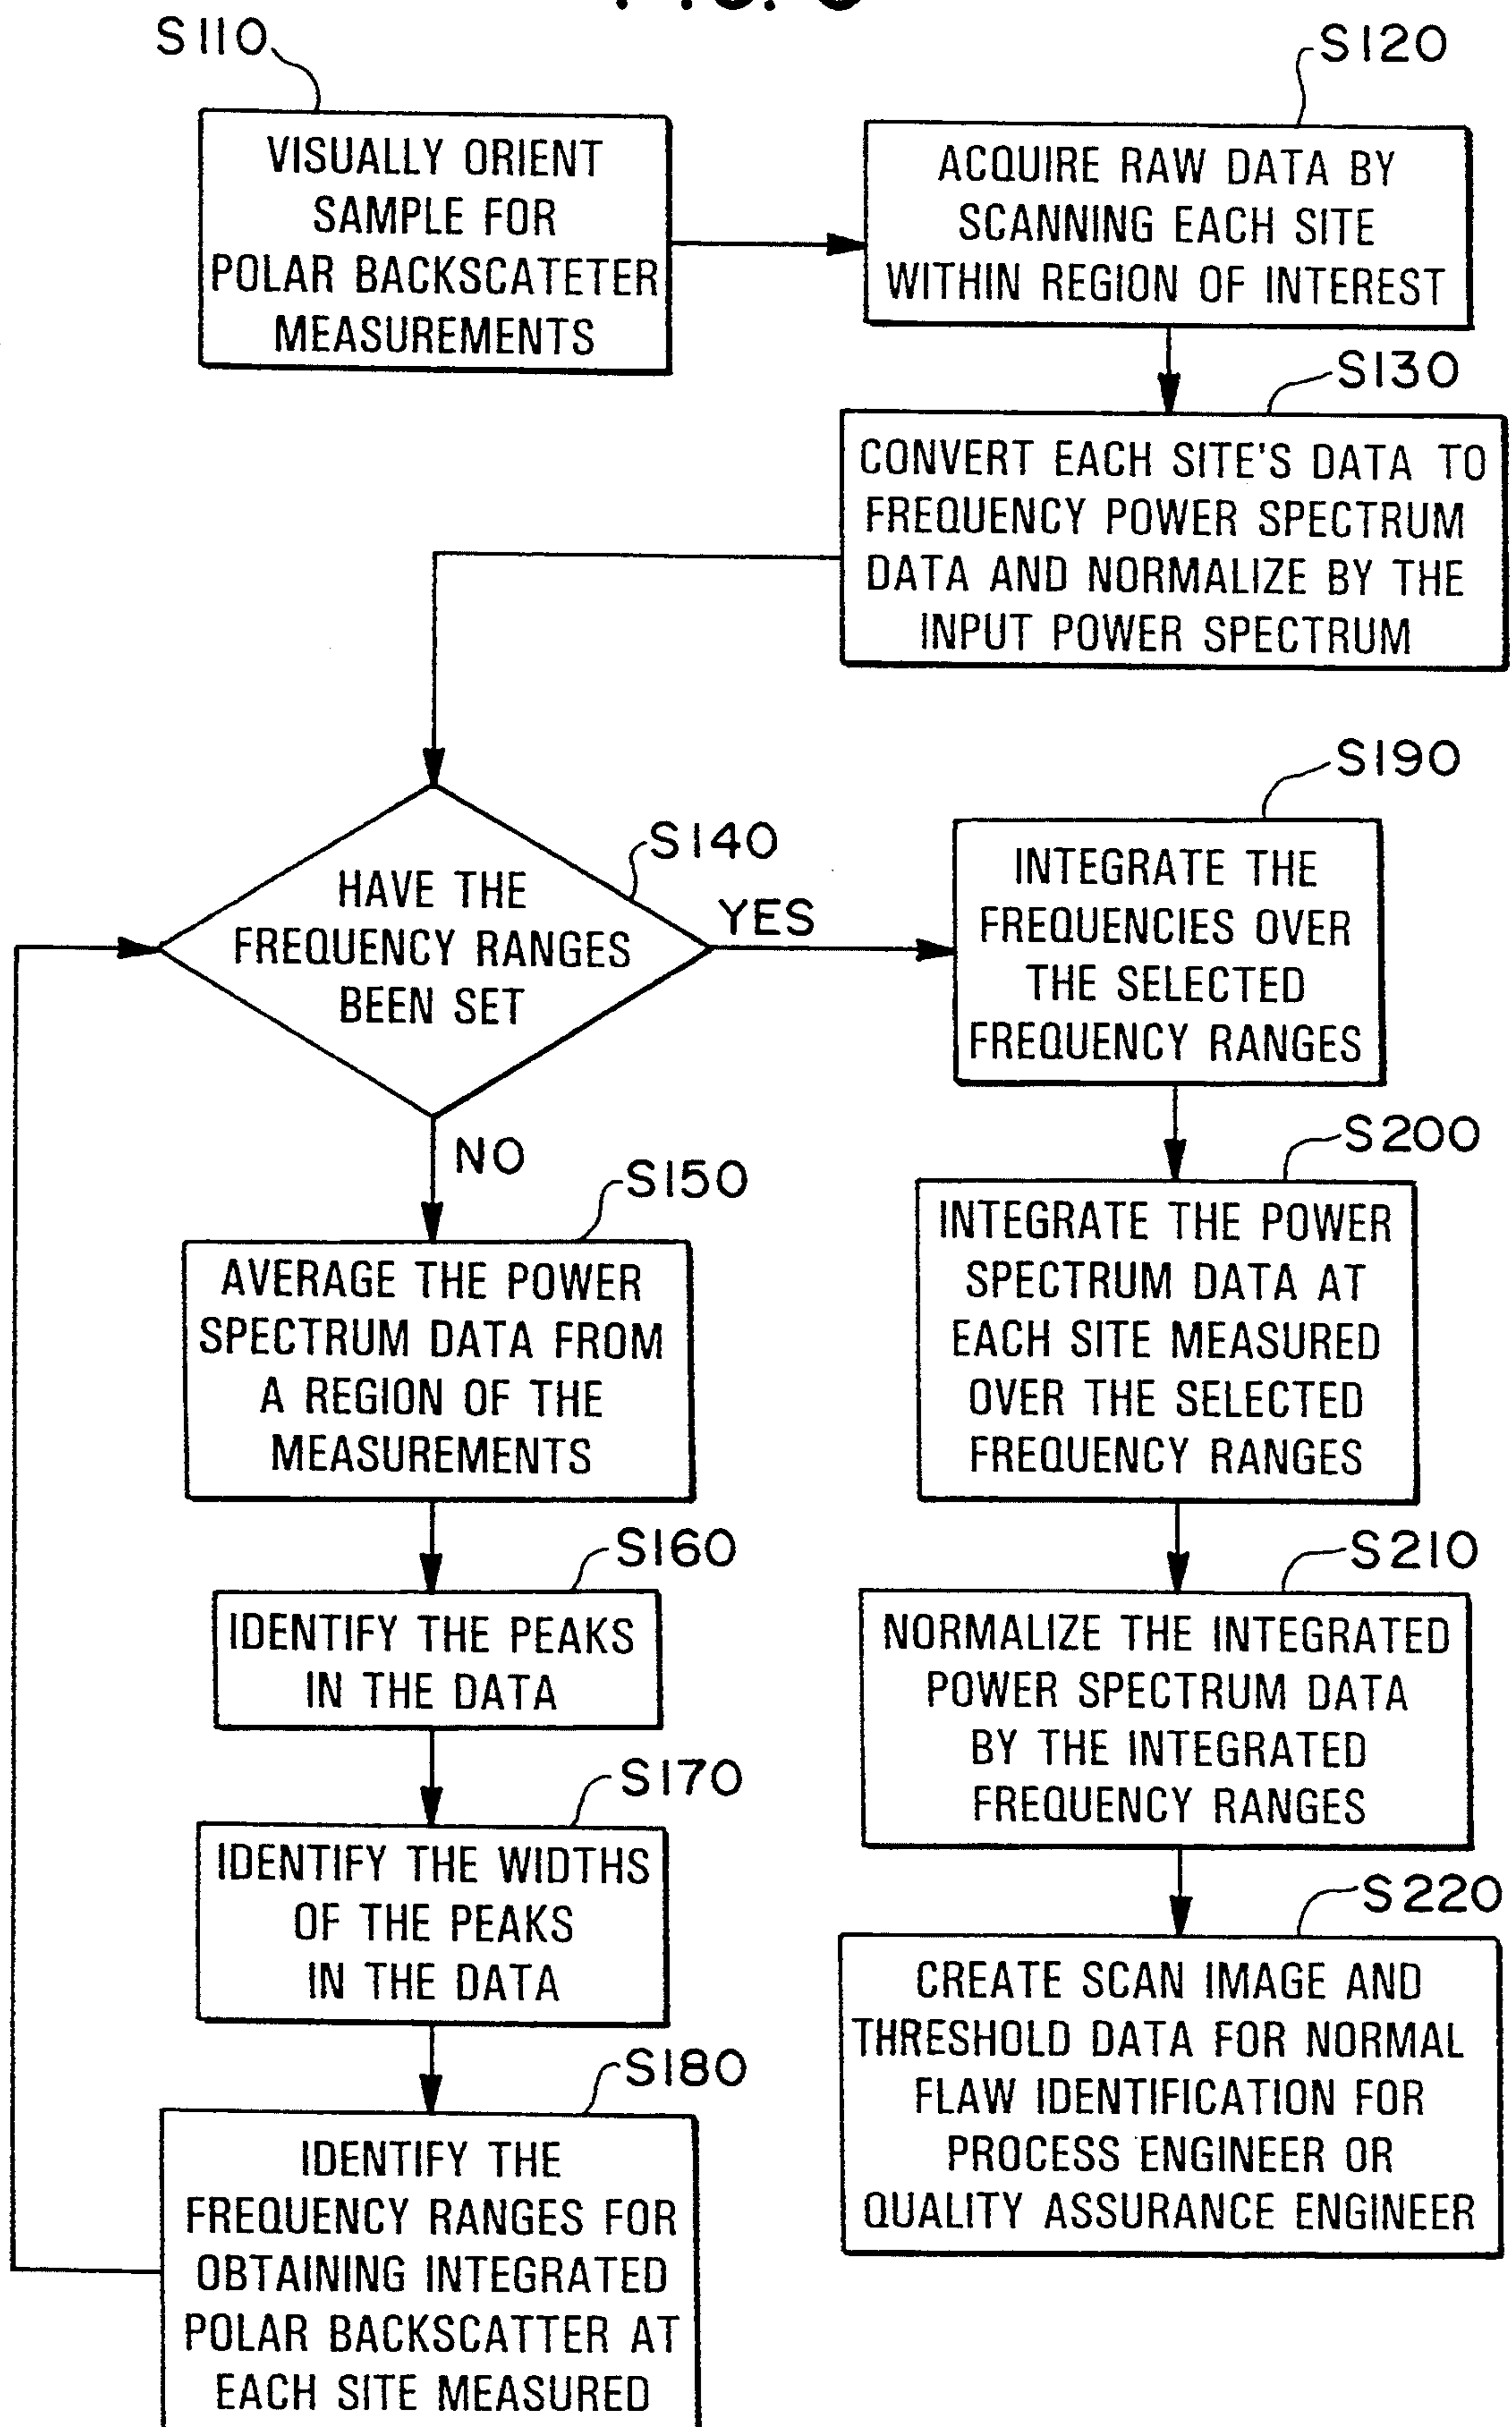 S110
VISUALLY ORIENT
SAMPLE FOR
POLAR BACKSCATETER
MEASUREMENTS
S120
ACQUIRE RAW DATA BY
SCANNING EACH SITE
WITHIN REGION OF INTEREST
S130
CONVERT EACH SITE'S DATA TO
FREQUENCY POWER SPECTRUM
DATA AND NORMALIZE BY THE
INPUT POWER SPECTRUM
S140
HAVE THE
FREQUENCY RANGES
BEEN SET
YES
NO
S150
AVERAGE THE POWER
SPECTRUM DATA FROM
A REGION OF THE
MEASUREMENTS
S160
IDENTIFY THE PEAKS
IN THE DATA
S170
IDENTIFY THE WIDTHS
OF THE PEAKS
IN THE DATA
S180
IDENTIFY THE
FREQUENCY RANGES FOR
OBTAINING INTEGRATED
POLAR BACKSCATTER AT
EACH SITE MEASURED
S190
INTEGRATE THE
FREQUENCIES OVER
THE SELECTED
FREQUENCY RANGES
S200
INTEGRATE THE POWER
SPECTRUM DATA AT
EACH SITE MEASURED
OVER THE SELECTED
FREQUENCY RANGES
S210
NORMALIZE THE INTEGRATED
POWER SPECTRUM DATA
BY THE INTEGRATED
FREQUENCY RANGES
S220
CREATE SCAN IMAGE AND
THRESHOLD DATA FOR NORMAL
FLAW IDENTIFICATION FOR
PROCESS ENGINEER OR
QUALITY ASSURANCE ENGINEER